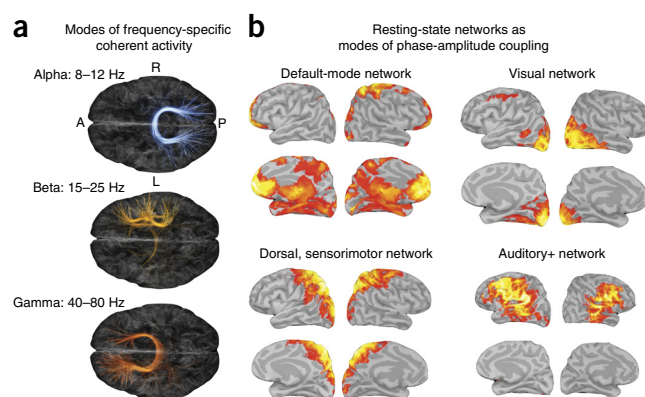 a
Modes of frequency-specific
coherent activity
Alpha: 8–12 Hz
R
A
P
L
Beta: 15–25 Hz
Gamma: 40–80 Hz
b
Resting-state networks as
modes of phase-amplitude coupling
Default-mode network
Visual network
Dorsal, sensorimotor network
Auditory+ network